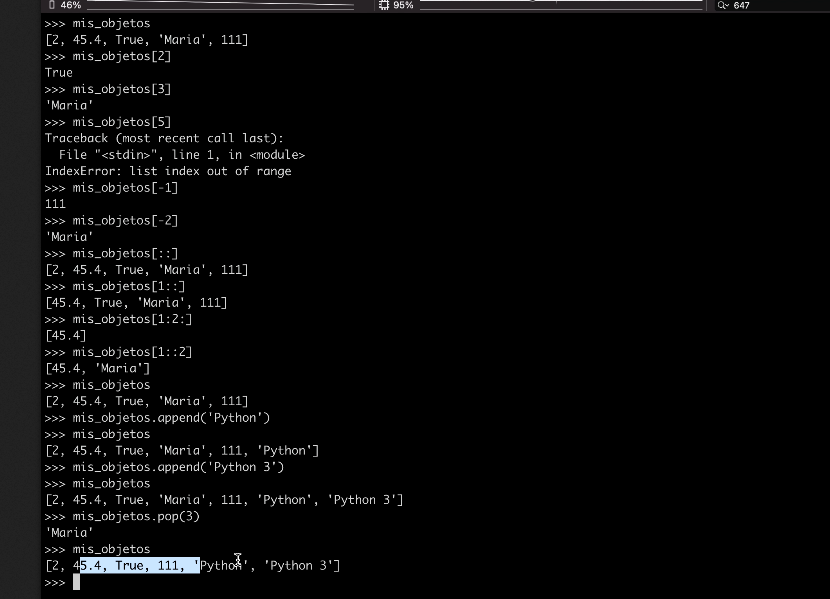 46% 95% 647
>>> mis_objetos
[2, 45.4, True, 'Maria', 111]
>>> mis_objetos[2]
True
>>> mis_objetos[3]
'Maria'
>>> mis_objetos[5]
Traceback (most recent call last):
  File "<stdin>", line 1, in <module>
IndexError: list index out of range
>>> mis_objetos[-1]
111
>>> mis_objetos[-2]
'Maria'
>>> mis_objetos[::]
[2, 45.4, True, 'Maria', 111]
>>> mis_objetos[1::]
[45.4, True, 'Maria', 111]
>>> mis_objetos[1:2:]
[45.4]
>>> mis_objetos[1::2]
[45.4, 'Maria']
>>> mis_objetos
[2, 45.4, True, 'Maria', 111]
>>> mis_objetos.append('Python')
>>> mis_objetos
[2, 45.4, True, 'Maria', 111, 'Python']
>>> mis_objetos.append('Python 3')
>>> mis_objetos
[2, 45.4, True, 'Maria', 111, 'Python', 'Python 3']
>>> mis_objetos.pop(3)
'Maria'
>>> mis_objetos
[2, 45.4, True, 111, 'Python', 'Python 3']
>>>